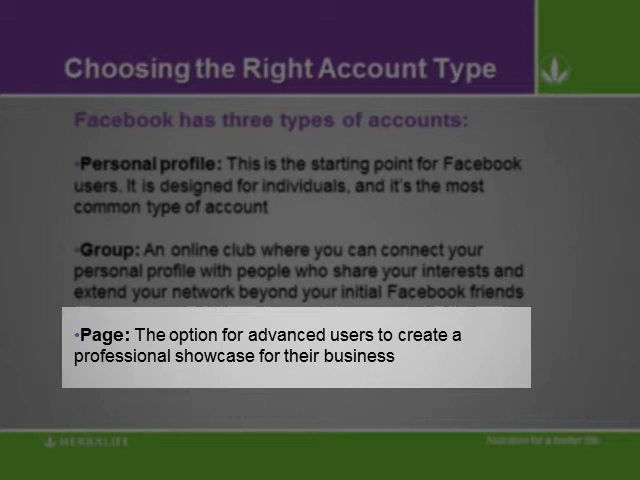 Choosing the Right Account Type
Facebook has three types of accounts:
•Personal profile: This is the starting point for Facebook
users. It is designed for individuals, and it's the most
common type of account
•Group: An online club where you can connect your
personal profile with people who share your interests and
extend your network beyond your initial Facebook friends
•Page: The option for advanced users to create a
professional showcase for their business
HERBALIFE
Nutrition for a better life